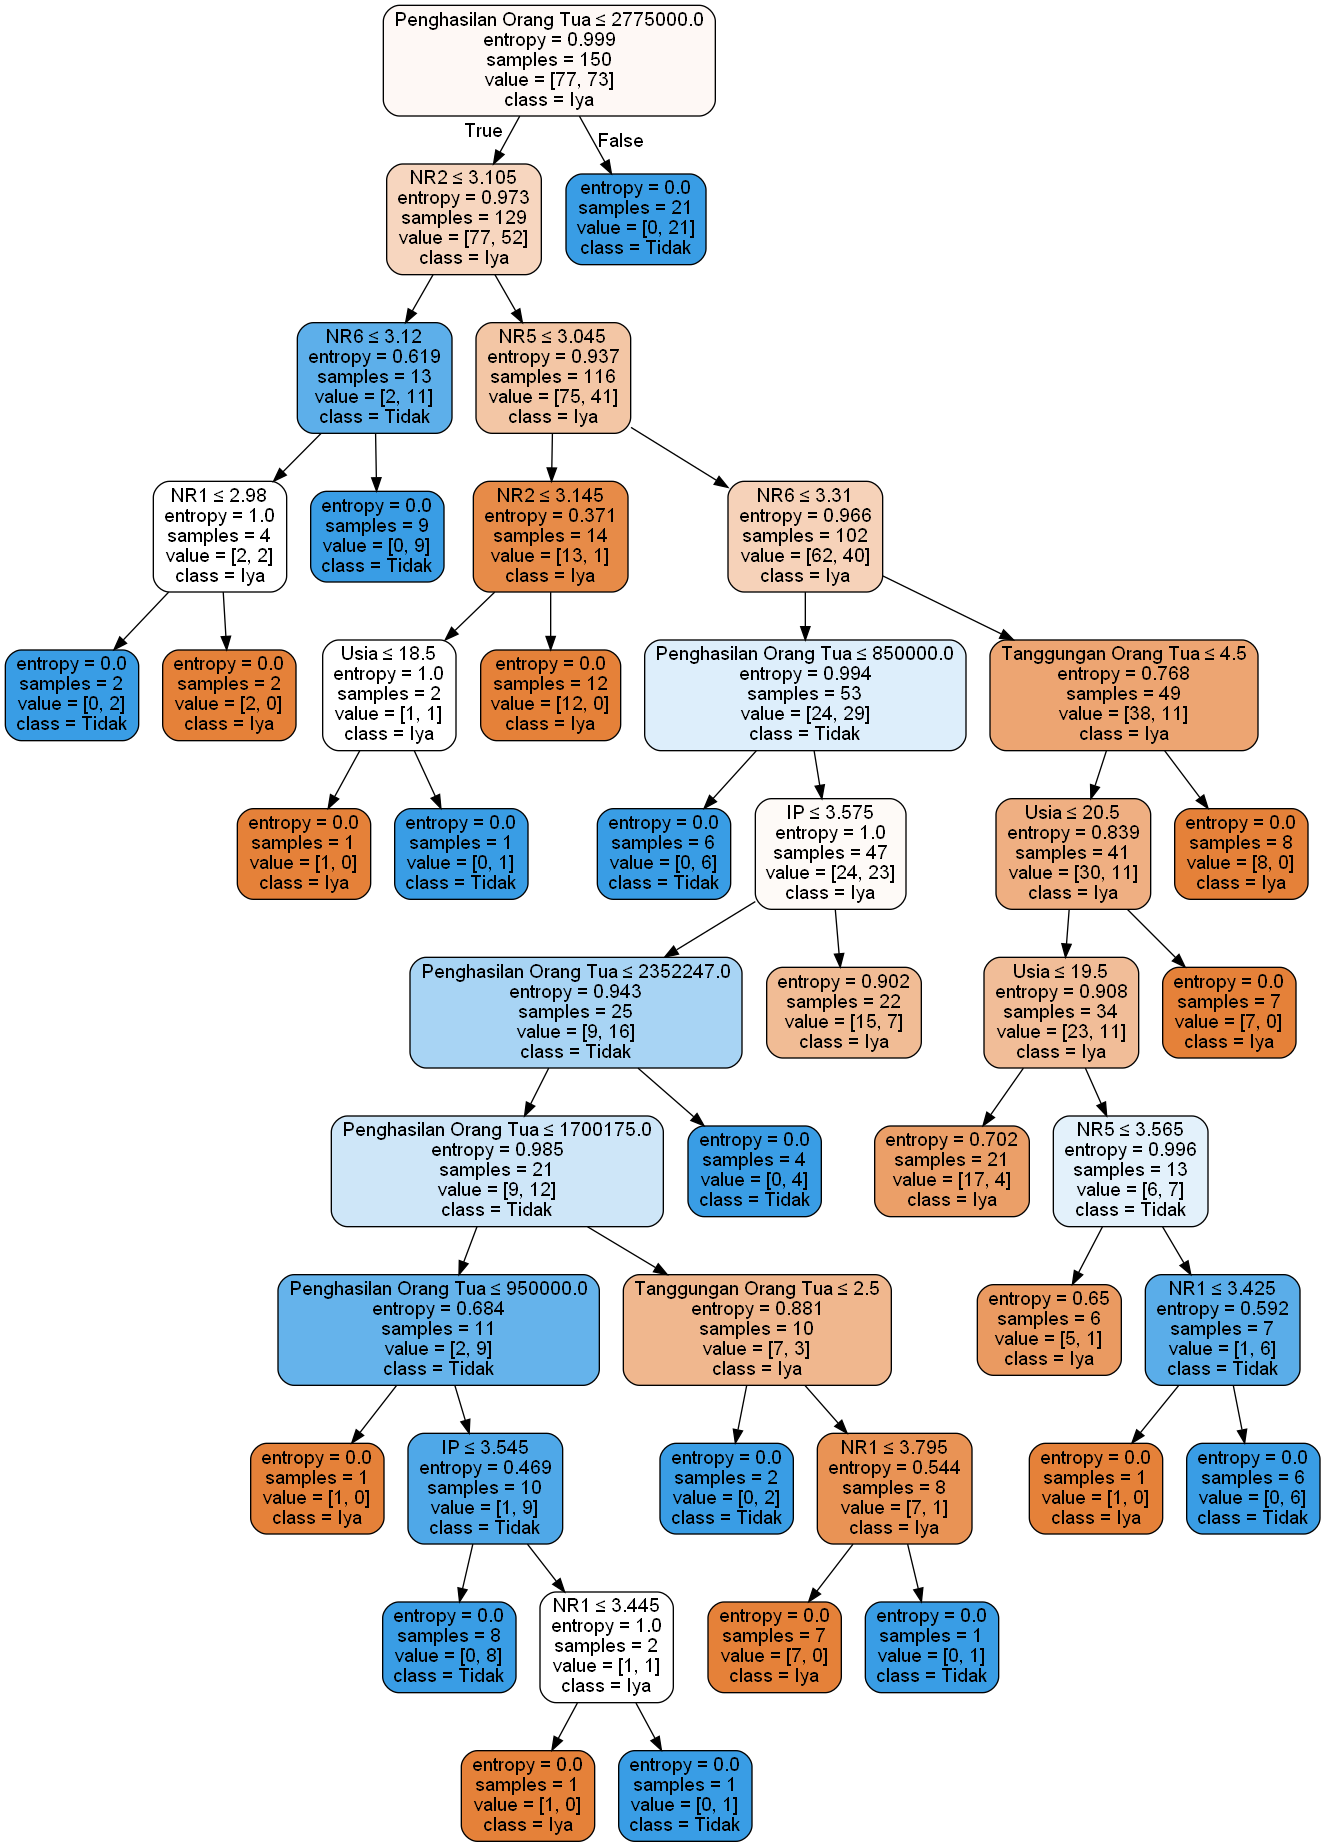 Penghasilan Orang Tua ≤ 2775000.0
entropy = 0.999
samples = 150
value = [77, 73]
class = Iya
True
False
NR2 ≤ 3.105
entropy = 0.973
samples = 129
value = [77, 52]
class = Iya
entropy = 0.0
samples = 21
value = [0, 21]
class = Tidak
NR6 ≤ 3.12
entropy = 0.619
samples = 13
value = [2, 11]
class = Tidak
NR5 ≤ 3.045
entropy = 0.937
samples = 116
value = [75, 41]
class = Iya
NR1 ≤ 2.98
entropy = 1.0
samples = 4
value = [2, 2]
class = Iya
entropy = 0.0
samples = 9
value = [0, 9]
class = Tidak
NR2 ≤ 3.145
entropy = 0.371
samples = 14
value = [13, 1]
class = Iya
NR6 ≤ 3.31
entropy = 0.966
samples = 102
value = [62, 40]
class = Iya
entropy = 0.0
samples = 2
value = [0, 2]
class = Tidak
entropy = 0.0
samples = 2
value = [2, 0]
class = Iya
Usia ≤ 18.5
entropy = 1.0
samples = 2
value = [1, 1]
class = Iya
entropy = 0.0
samples = 12
value = [12, 0]
class = Iya
Penghasilan Orang Tua ≤ 850000.0
entropy = 0.994
samples = 53
value = [24, 29]
class = Tidak
Tanggungan Orang Tua ≤ 4.5
entropy = 0.768
samples = 49
value = [38, 11]
class = Iya
entropy = 0.0
samples = 1
value = [1, 0]
class = Iya
entropy = 0.0
samples = 1
value = [0, 1]
class = Tidak
entropy = 0.0
samples = 6
value = [0, 6]
class = Tidak
IP ≤ 3.575
entropy = 1.0
samples = 47
value = [24, 23]
class = Iya
Usia ≤ 20.5
entropy = 0.839
samples = 41
value = [30, 11]
class = Iya
entropy = 0.0
samples = 8
value = [8, 0]
class = Iya
Penghasilan Orang Tua ≤ 2352247.0
entropy = 0.943
samples = 25
value = [9, 16]
class = Tidak
entropy = 0.902
samples = 22
value = [15, 7]
class = Iya
Usia ≤ 19.5
entropy = 0.908
samples = 34
value = [23, 11]
class = Iya
entropy = 0.0
samples = 7
value = [7, 0]
class = Iya
Penghasilan Orang Tua ≤ 1700175.0
entropy = 0.985
samples = 21
value = [9, 12]
class = Tidak
entropy = 0.0
samples = 4
value = [0, 4]
class = Tidak
entropy = 0.702
samples = 21
value = [17, 4]
class = Iya
NR5 ≤ 3.565
entropy = 0.996
samples = 13
value = [6, 7]
class = Tidak
Penghasilan Orang Tua ≤ 950000.0
entropy = 0.684
samples = 11
value = [2, 9]
class = Tidak
Tanggungan Orang Tua ≤ 2.5
entropy = 0.881
samples = 10
value = [7, 3]
class = Iya
entropy = 0.65
samples = 6
value = [5, 1]
class = Iya
NR1 ≤ 3.425
entropy = 0.592
samples = 7
value = [1, 6]
class = Tidak
entropy = 0.0
samples = 1
value = [1, 0]
class = Iya
IP ≤ 3.545
entropy = 0.469
samples = 10
value = [1, 9]
class = Tidak
entropy = 0.0
samples = 2
value = [0, 2]
class = Tidak
NR1 ≤ 3.795
entropy = 0.544
samples = 8
value = [7, 1]
class = Iya
entropy = 0.0
samples = 1
value = [1, 0]
class = Iya
entropy = 0.0
samples = 6
value = [0, 6]
class = Tidak
entropy = 0.0
samples = 8
value = [0, 8]
class = Tidak
NR1 ≤ 3.445
entropy = 1.0
samples = 2
value = [1, 1]
class = Iya
entropy = 0.0
samples = 7
value = [7, 0]
class = Iya
entropy = 0.0
samples = 1
value = [0, 1]
class = Tidak
entropy = 0.0
samples = 1
value = [1, 0]
class = Iya
entropy = 0.0
samples = 1
value = [0, 1]
class = Tidak